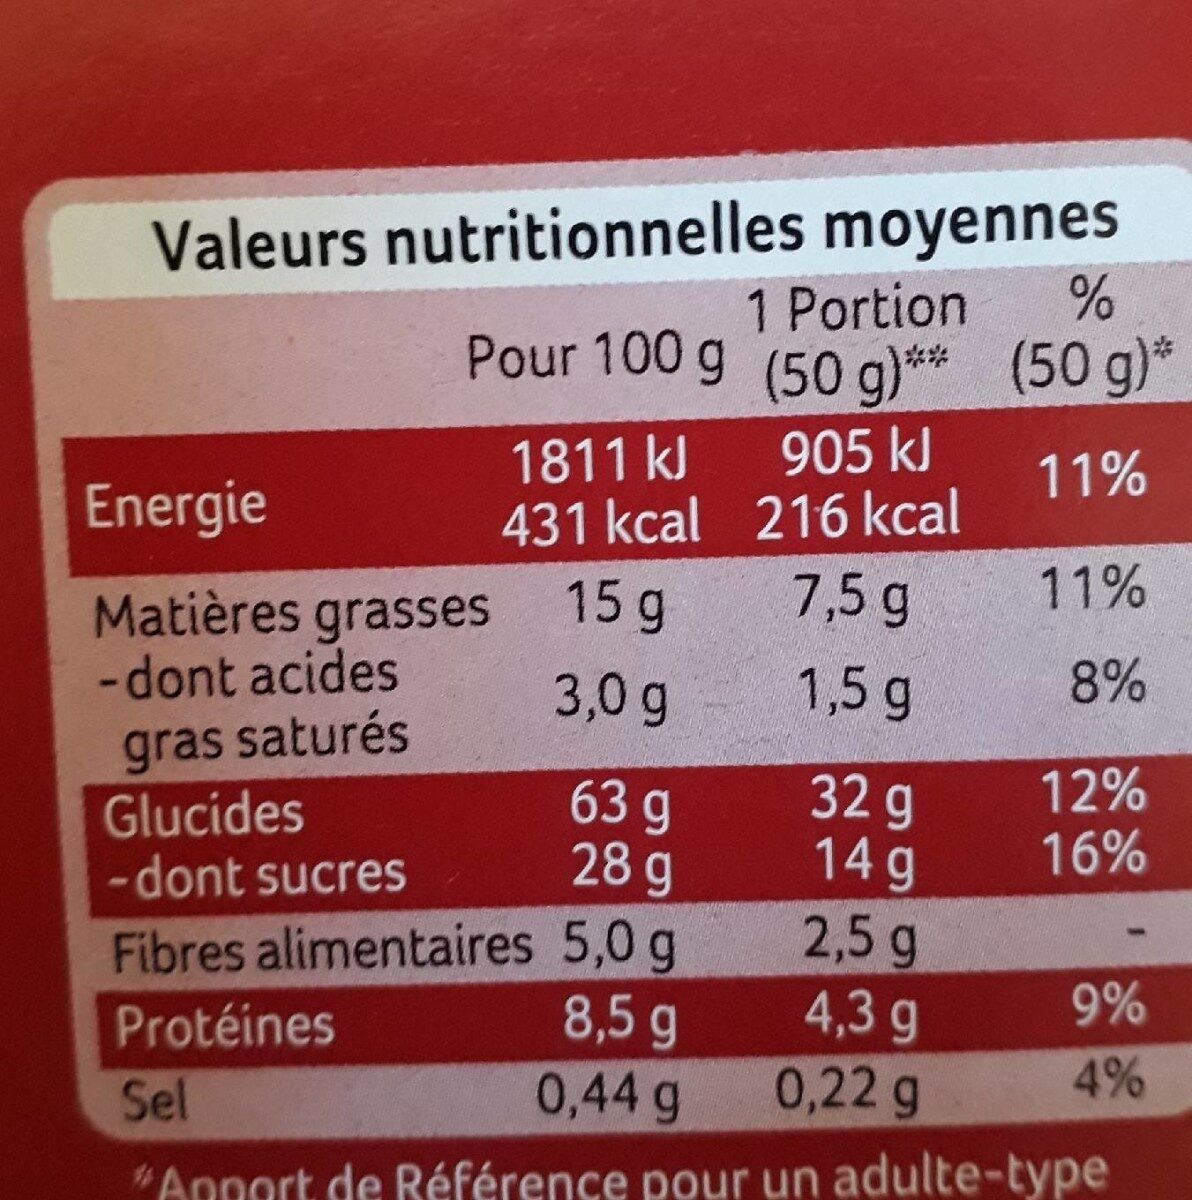 Valeurs nutritionnelles moyennes
Pour 100 g 1 Portion (50 g)** % (50 g)*
Energie 1811 kJ 905 kJ 11%
431 kcal 216 kcal
Matières grasses 15 g 7,5 g 11%
-dont acides
gras saturés 3,0 g 1,5 g 8%
Glucides 63 g 32 g 12%
-dont sucres 28 g 14 g 16%
Fibres alimentaires 5,0 g 2,5 g -
Protéines 8,5 g 4,3 g 9%
Sel 0,44 g 0,22 g 4%
*Apport de Référence pour un adulte-type